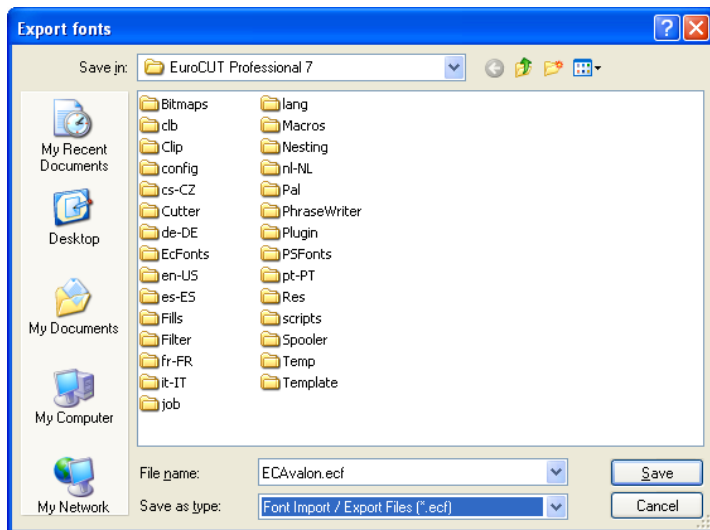 Export fonts
Save in:
EuroCUT Professional 7
My Recent
Documents
Desktop
My Documents
My Computer
My Network
Bitmaps
clb
Clip
config
cs-CZ
Cutter
de-DE
EcFonts
en-US
es-ES
Fills
Filter
fr-FR
it-IT
job
lang
Macros
Nesting
nl-NL
Pal
PhraseWriter
Plugin
PSFonts
pt-PT
Res
scripts
Spooler
Temp
Template
File name:
ECAvalon.ecf
Save
Save as type:
Font Import / Export Files (*.ecf)
Cancel